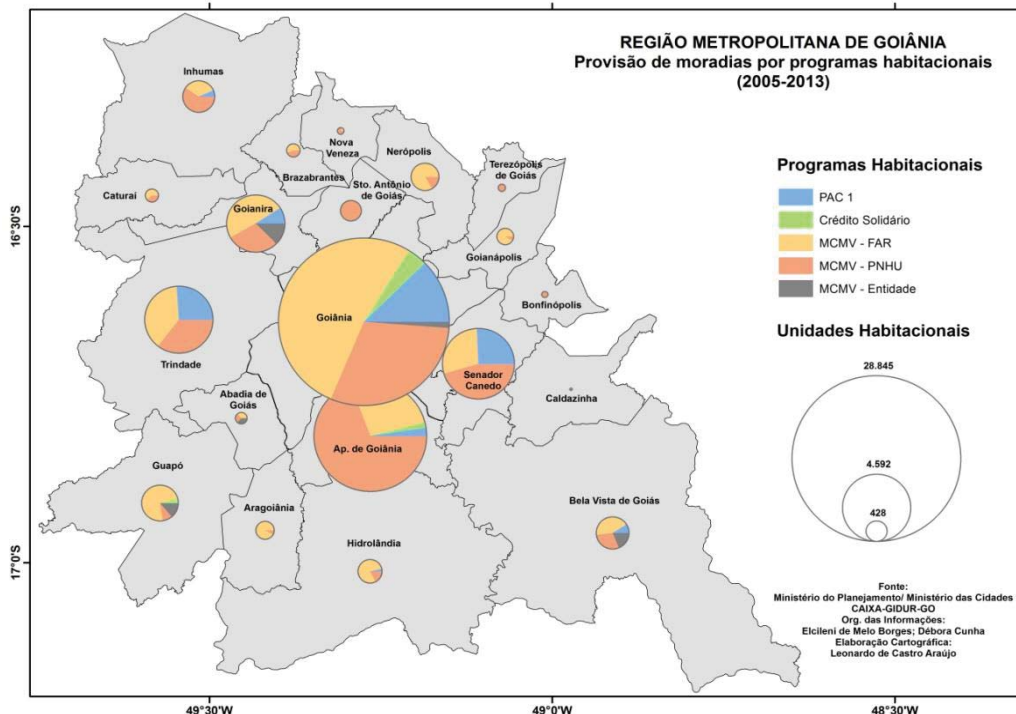 REGIÃO METROPOLITANA DE GOIÂNIA
Provisão de moradias por programas habitacionais
(2005-2013)
Inhumas
Nova
Veneza
Nerópolis
Brazabrantes
Terezópolis
de Goiás
Caturai
Sto. Antônio
de Goiás
Goianira
Goianápolis
Bonfinópolis
Goiânia
Trindade
Senador
Canedo
Caldazinha
Abadia de
Goiás
Ap. de Goiânia
Guapó
Aragoiânia
Hidrolândia
Bela Vista de Goiás
16°30'S
17°0'S
49°30'W
49°0'W
48°30'W
Programas Habitacionais
PAC 1
Crédito Solidário
MCMV - FAR
MCMV - PNHU
MCMV - Entidade
Unidades Habitacionais
28.845
4.592
428
Fonte:
Ministério do Planejamento/ Ministério das Cidades
CAIXA-GIDUR-GO
Org. das Informações:
Elcileni de Melo Borges; Débora Cunha
Elaboração Cartográfica:
Leonardo de Castro Araújo